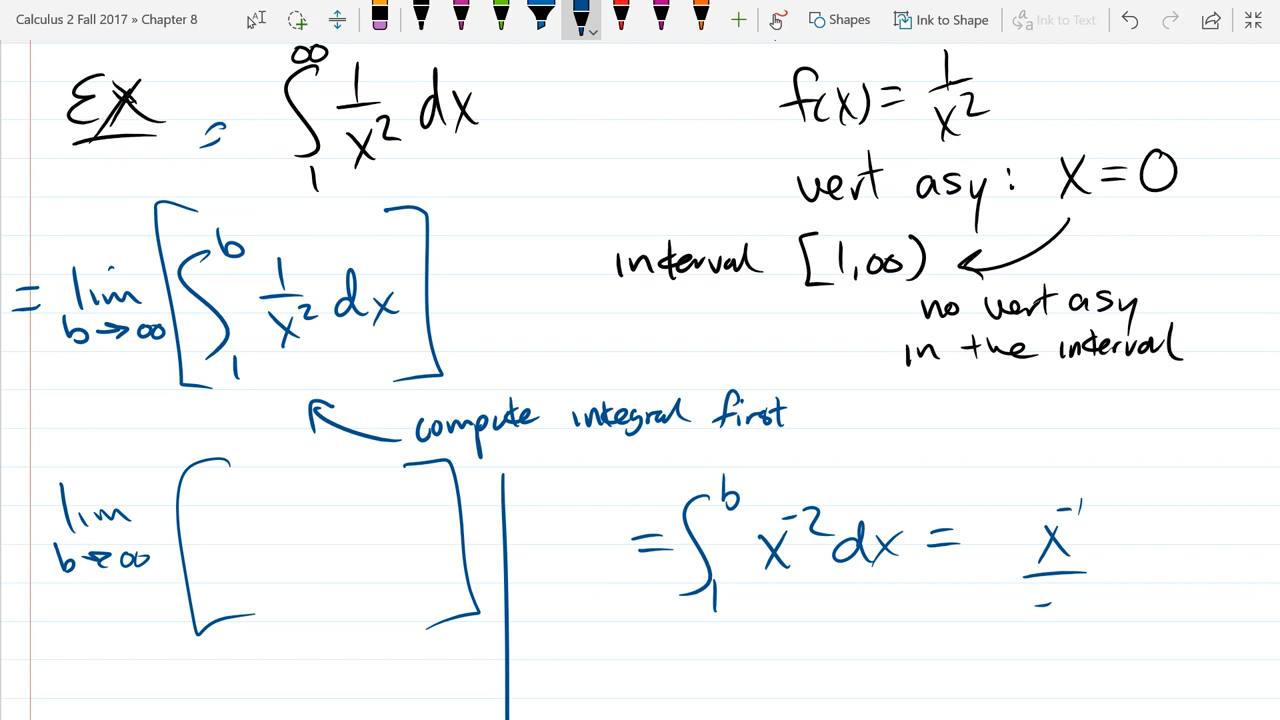 Calculus 2 Fall 2017 » Chapter 8
Shapes
Ink to Shape
Ink to Text
Ex = ∫₁^∞ 1/x² dx
f(x) = 1/x²
vert asy: x = 0
interval [1,∞)
no vert asy
in the interval
= lim b→∞ [∫₁^b 1/x² dx]
compute integral first
lim b→∞ [ ]
= ∫₁^b x⁻² dx = x⁻¹/-